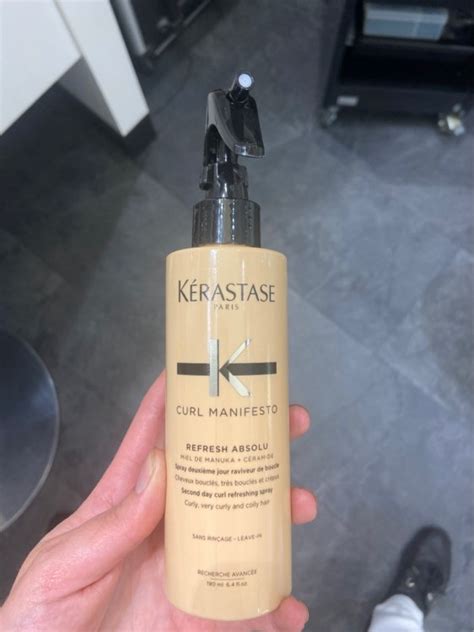 KÉRASTASE
PARIS
K
CURL MANIFESTO
REFRESH ABSOLU
MIEL DE MANUKA + CÉRAMIDE
Spray deuxième jour raviveur de boucle
Cheveux bouclés, très bouclés et crépus
Second day curl refreshing spray
Curly, very curly and coily hair
SANS RINÇAGE - LEAVE-IN
RECHERCHE AVANCÉE
190 ml 6.4 fl.oz